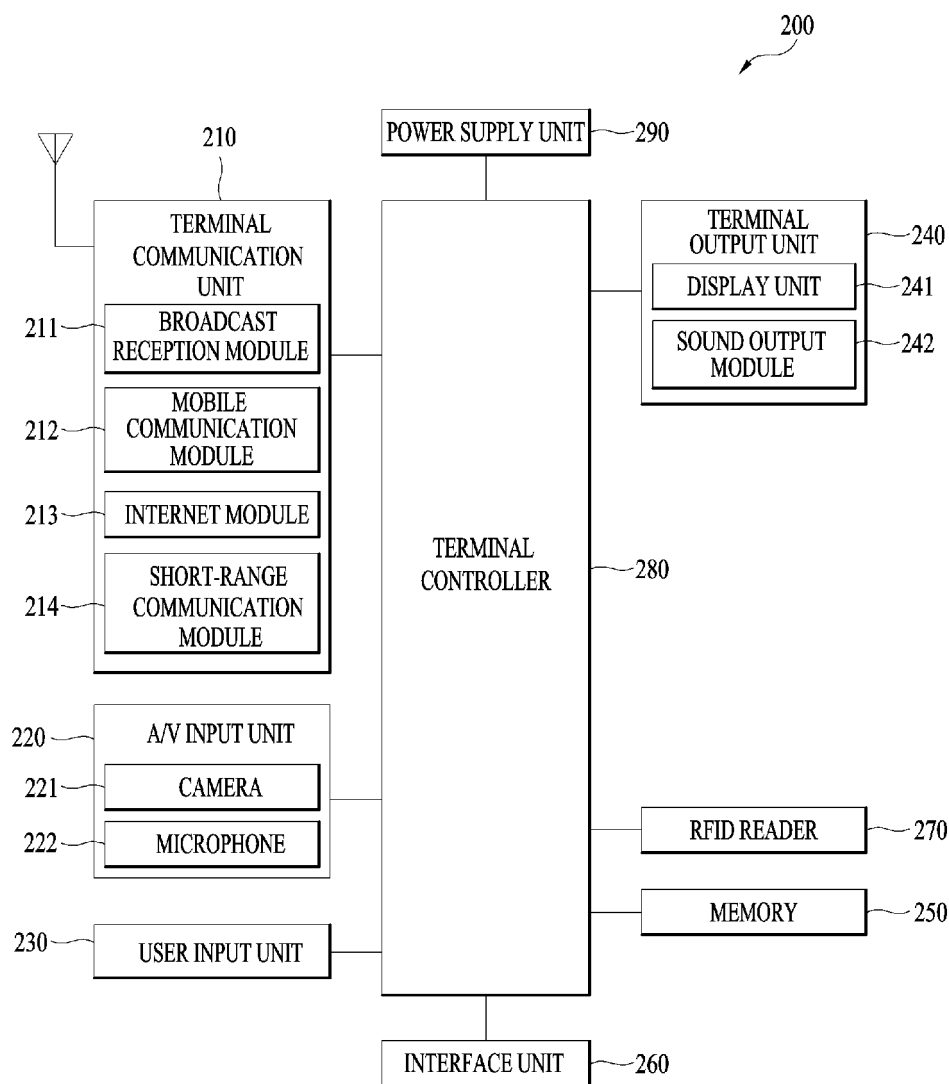 200
POWER SUPPLY UNIT
290
210
TERMINAL
COMMUNICATION
UNIT
211
BROADCAST
RECEPTION MODULE
212
MOBILE
COMMUNICATION
MODULE
213
INTERNET MODULE
214
SHORT-RANGE
COMMUNICATION
MODULE
220
A/V INPUT UNIT
221
CAMERA
222
MICROPHONE
230
USER INPUT UNIT
TERMINAL
CONTROLLER
280
TERMINAL
OUTPUT UNIT
240
DISPLAY UNIT
241
SOUND OUTPUT
MODULE
242
RFID READER
270
MEMORY
250
INTERFACE UNIT
260